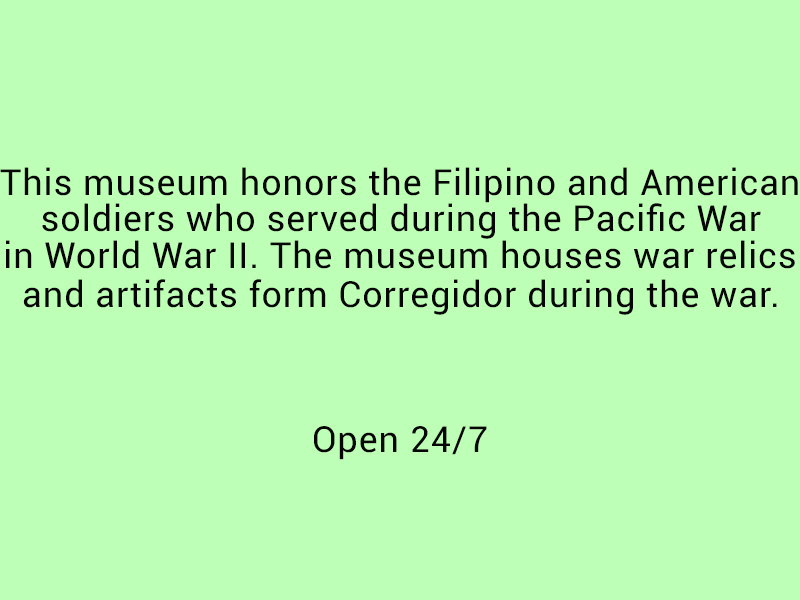 This museum honors the Filipino and American
soldiers who served during the Pacific War
in World War II. The museum houses war relics
and artifacts form Corregidor during the war.
Open 24/7